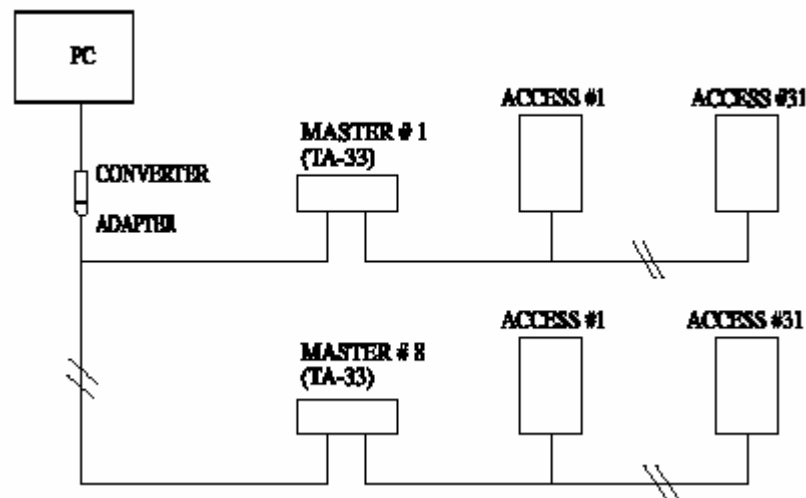 PC
CONVERTER
ADAPTER
MASTER # 1
(TA-33)
ACCESS #1
ACCESS #31
MASTER # 8
(TA-33)
ACCESS #1
ACCESS #31